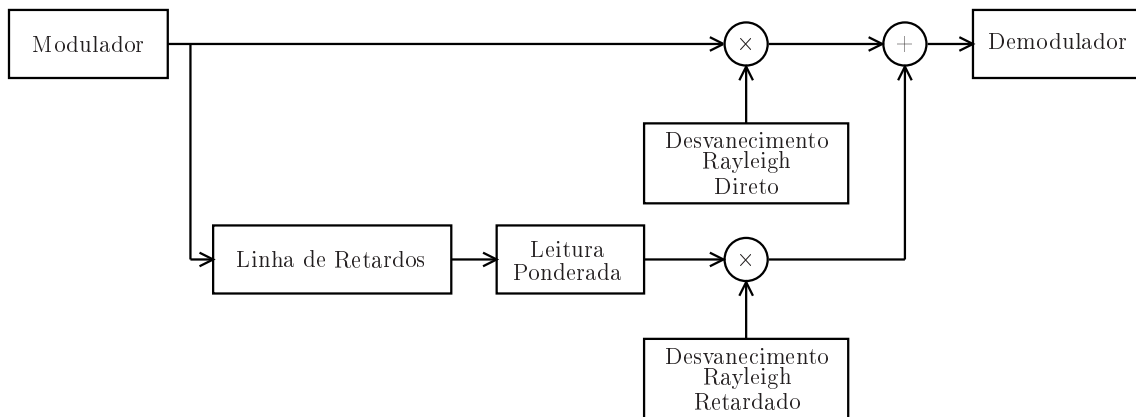 Modulador
×
+
Demodulador
Desvanecimento
Rayleigh
Direto
Linha de Retardos
Leitura
Ponderada
×
Desvanecimento
Rayleigh
Retardado